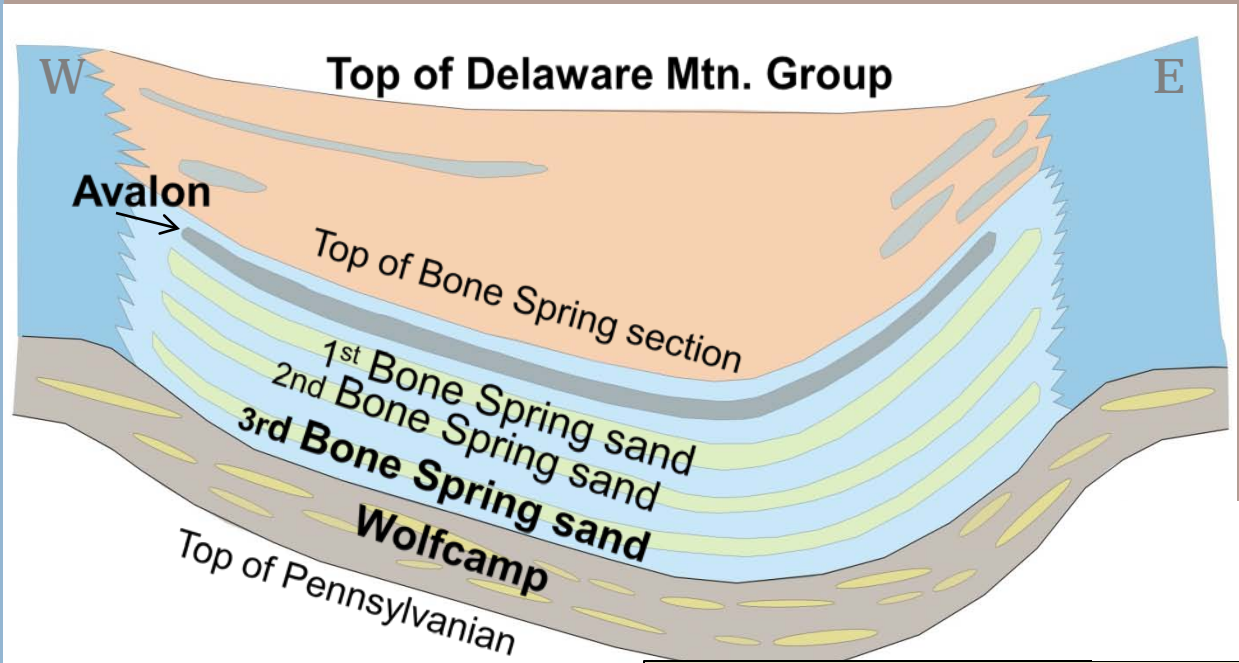 W
Top of Delaware Mtn. Group
E
Avalon
Top of Bone Spring section
1st Bone Spring sand
2nd Bone Spring sand
3rd Bone Spring sand
Wolfcamp
Top of Pennsylvanian